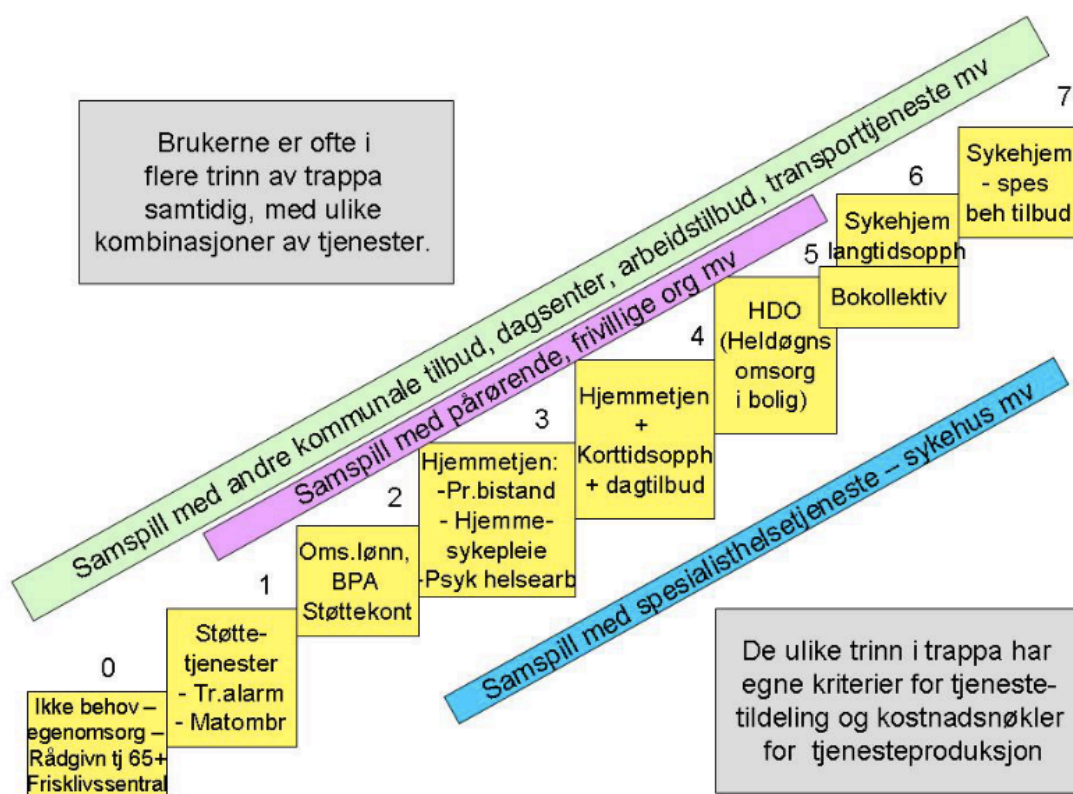 Brukerne er ofte i
flere trinn av trappa
samtidig, med ulike
kombinasjoner av tjenester.
Samspill med andre kommunale tilbud, dagsenter, arbeidstilbud, transporttjeneste mv
Samspill med pårørende, frivillige org mv
0
Ikke behov –
egenomsorg –
Rådgivn tj 65+
Frisklivssentral
1
Støtte-
tjenester
- Tr.alarm
- Matombr
2
Oms.lønn,
BPA
Støttekont
3
Hjemmetjen:
-Pr.bistand
- Hjemme-
sykepleie
-Psyk helsearb
4
Hjemmetjen
+
Korttidsopph
+ dagtilbud
5
HDO
(Heldøgns
omsorg
i bolig)
6
Sykehjem
langtidsopph
Bokollektiv
7
Sykehjem
- spes
beh tilbud
Samspill med spesialisthelsetjeneste – sykehus mv
De ulike trinn i trappa har
egne kriterier for tjeneste-
tildeling og kostnadsnøkler
for tjenesteproduksjon